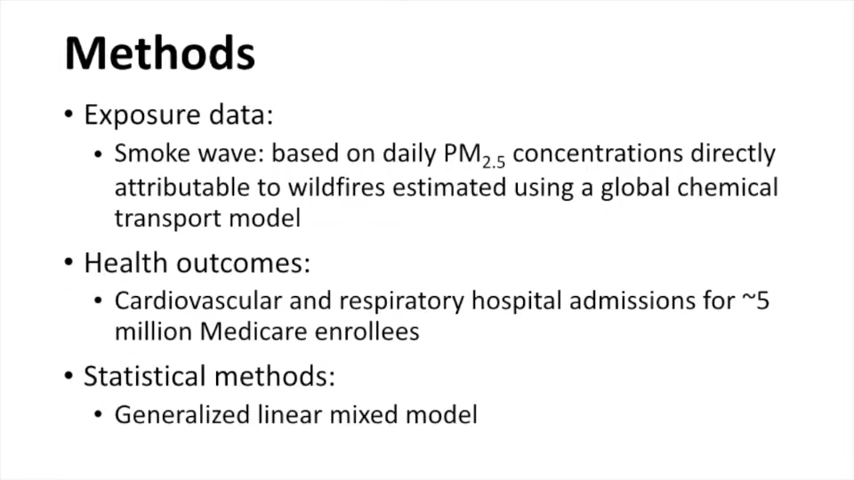 Methods
• Exposure data:
• Smoke wave: based on daily PM2.5 concentrations directly
attributable to wildfires estimated using a global chemical
transport model
• Health outcomes:
• Cardiovascular and respiratory hospital admissions for ~5
million Medicare enrollees
• Statistical methods:
• Generalized linear mixed model